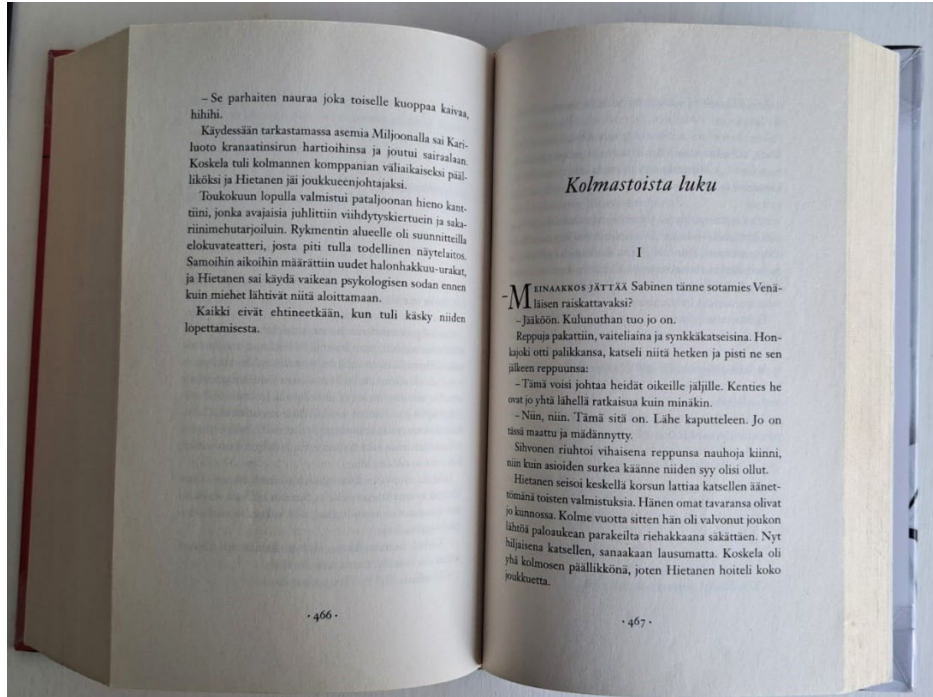 – Se parhaiten nauraa joka toiselle kuoppaa kaivaa,
hihihi.
Käydessään tarkastamassa asemia Miljoonalla sai Kari-
luoto kranaatinsirun hartioihinsa ja joutui sairaalaan.
Koskela tuli kolmannen komppanian väliaikaiseksi pääl-
liköksi ja Hietanen jäi joukkueenjohtajaksi.
Toukokuun lopulla valmistui pataljoonan hieno kant-
tiini, jonka avajaisia juhlittiin viihdytyskiertuein ja saka-
riinimehutarjoiluin. Rykmentin alueelle oli suunnitteilla
elokuvateatteri, josta piti tulla todellinen näytelaitos.
Samoihin aikoihin määrättiin uudet halonhakkuu-urakat,
ja Hietanen sai käydä vaikean psykologisen sodan ennen
kuin miehet lähtivät niitä aloittamaan.
Kaikki eivät ehtineetkään, kun tuli käsky niiden
lopettamisesta.
· 466 ·
Kolmastoista luku
I
–MEINAAKKOS JÄTTÄÄ Sabinen tänne sotamies Venä-
läisen raiskattavaksi?
– Jääköön. Kulunuthan tuo jo on.
Reppuja pakattiin, vaiteliaina ja synkkäkatseisina. Hon-
kajoki otti palikkansa, katseli niitä hetken ja pisti ne sen
jälkeen reppuunsa:
– Tämä voisi johtaa heidät oikeille jäljille. Kenties he
ovat jo yhtä lähellä ratkaisua kuin minäkin.
– Niin, niin. Tämä sitä on. Lähe kaputteleen. Jo on
tässä maattu ja mädännytty.
Sihvonen riuhtoi vihaisena reppunsa nauhoja kiinni,
niin kuin asioiden surkea käänne niiden syy olisi ollut.
Hietanen seisoi keskellä korsun lattiaa katsellen äänet-
tömänä toisten valmistuksia. Hänen omat tavaransa olivat
jo kunnossa. Kolme vuotta sitten hän oli valvonut joukon
lähtöä paloaukean parakeilta riehakkaana säkättäen. Nyt
hiljaisena katsellen, sanaakaan lausumatta. Koskela oli
yhä kolmosen päällikkönä, joten Hietanen hoiteli koko
joukkuetta.
· 467 ·